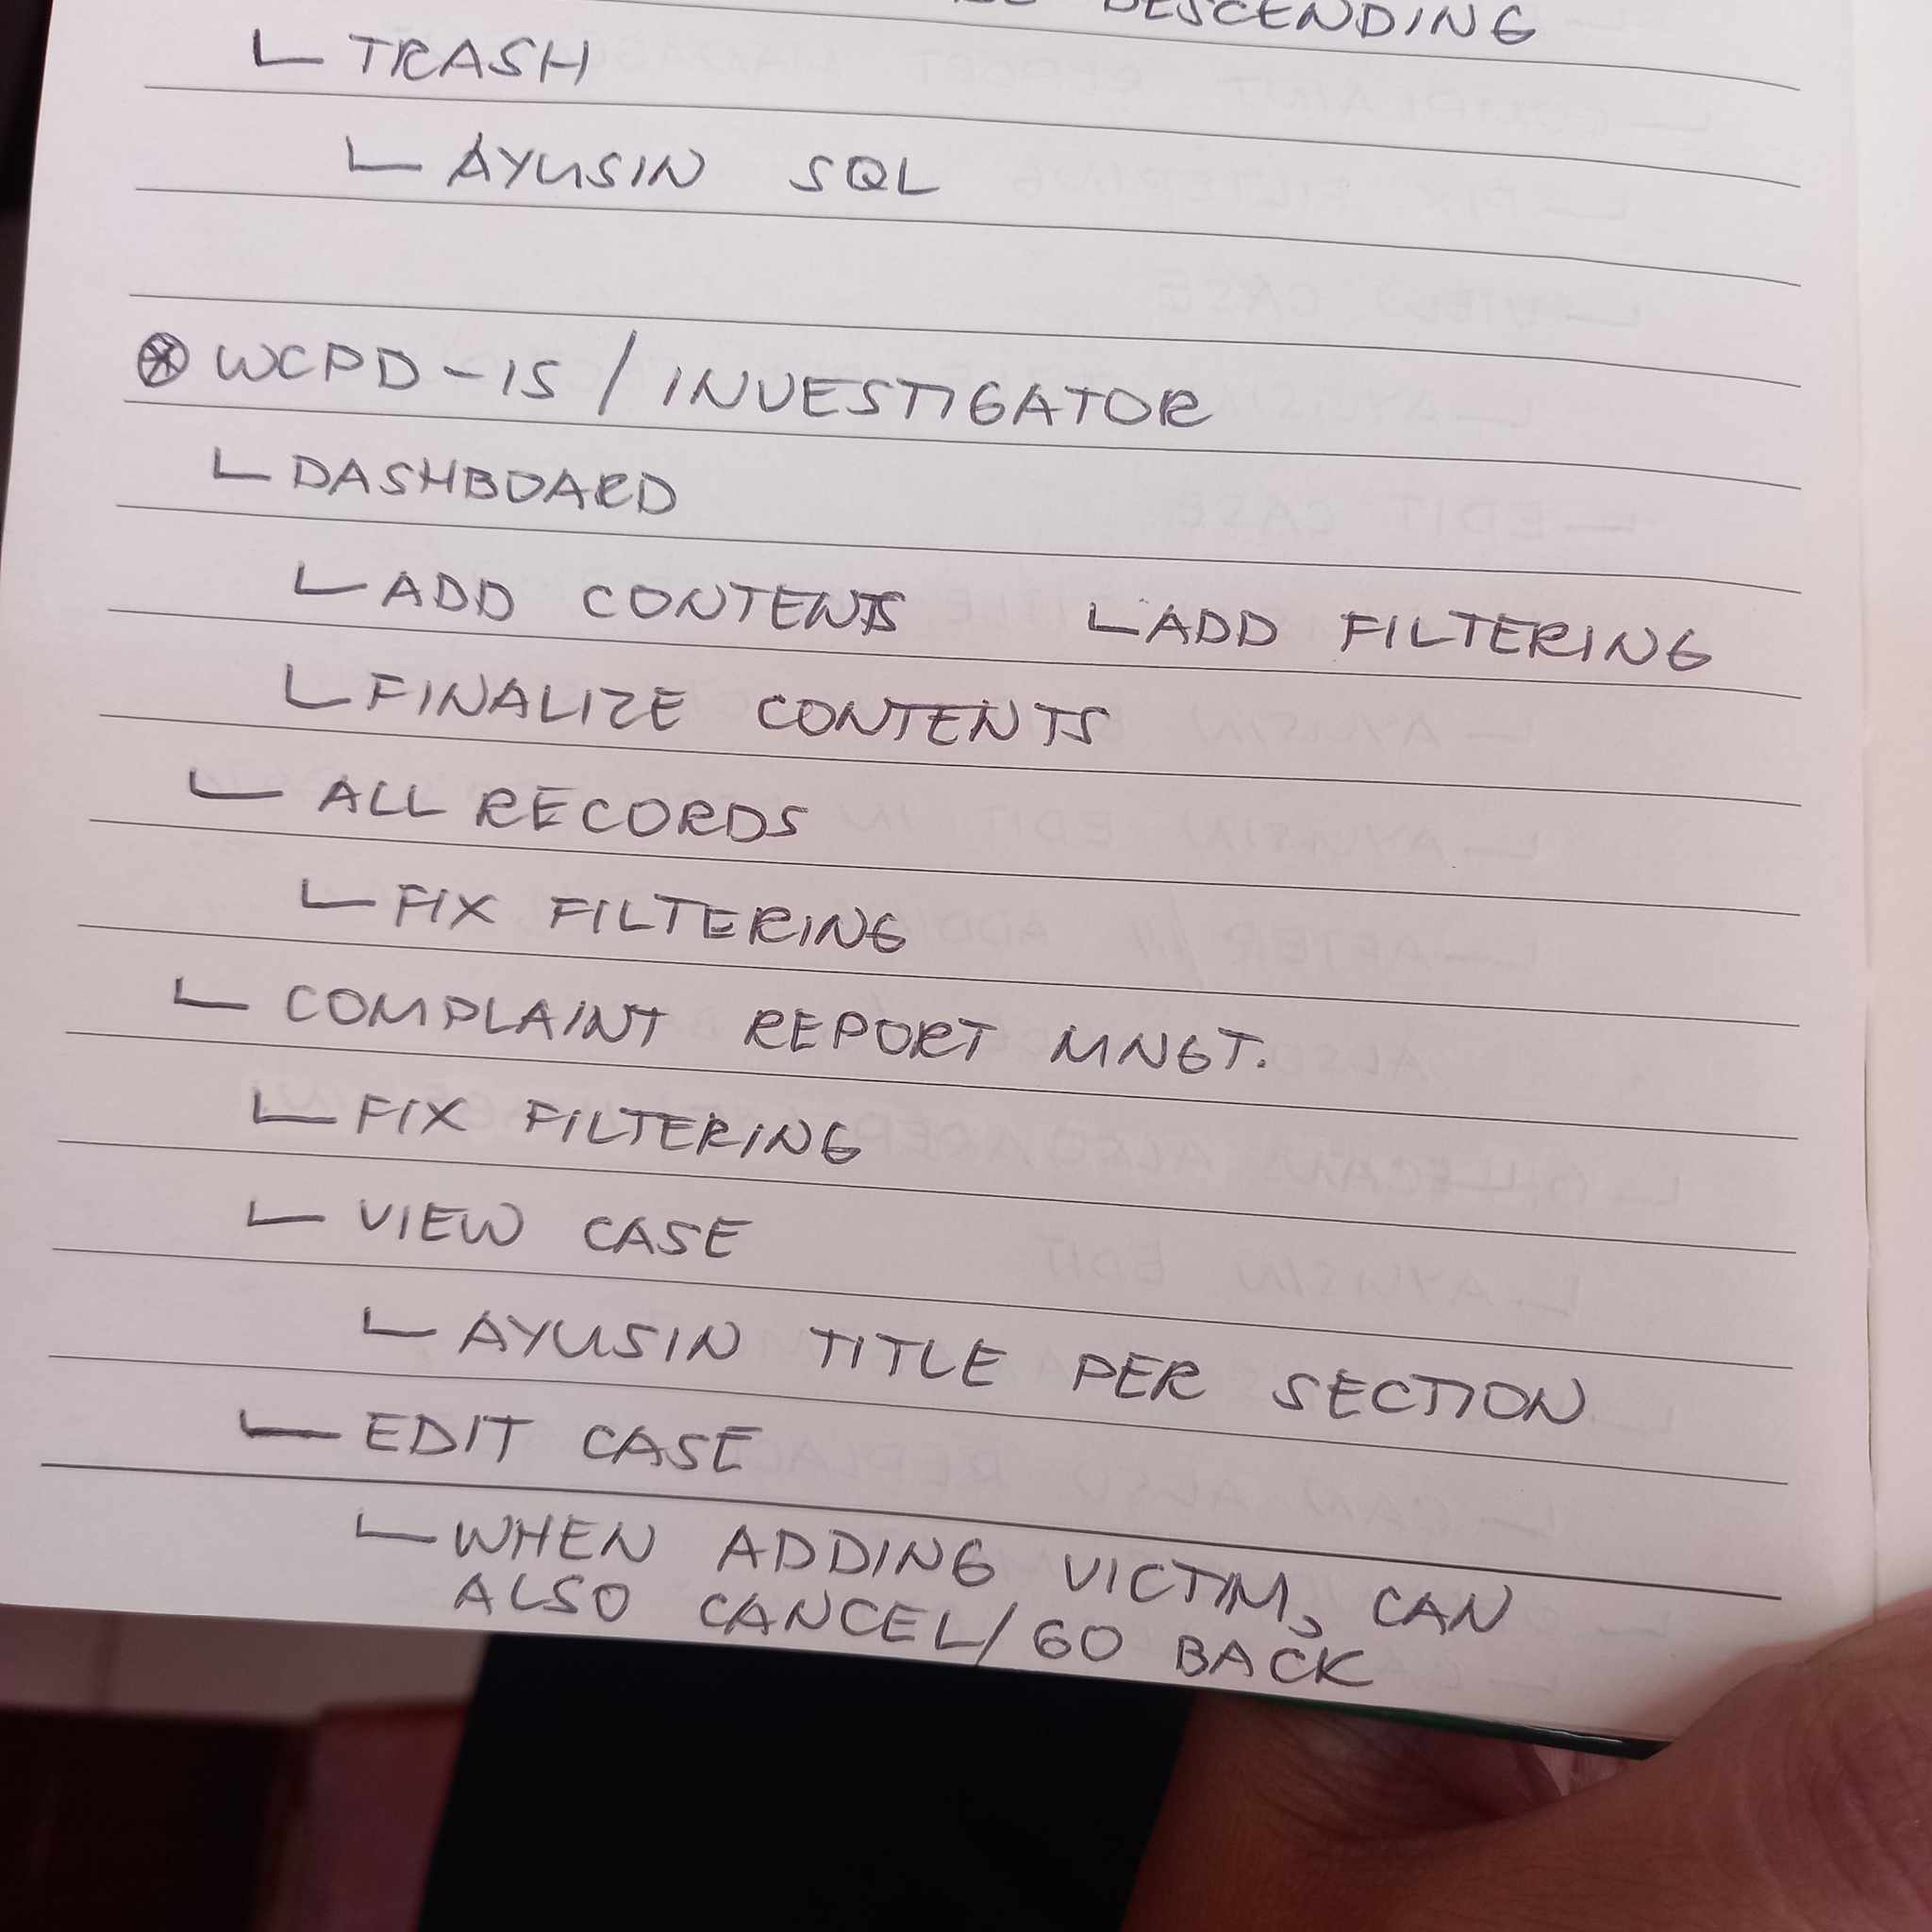 DESCENDING
TRASH
AYUSIN SQL
WCPD-IS / INVESTIGATOR
DASHBOARD
ADD CONTENTS ADD FILTERING
FINALIZE CONTENTS
ALL RECORDS
FIX FILTERING
COMPLAINT REPORT MNGT.
FIX FILTERING
VIEW CASE
AYUSIN TITLE PER SECTION
EDIT CASE
WHEN ADDING VICTIM, CAN
ALSO CANCEL/GO BACK